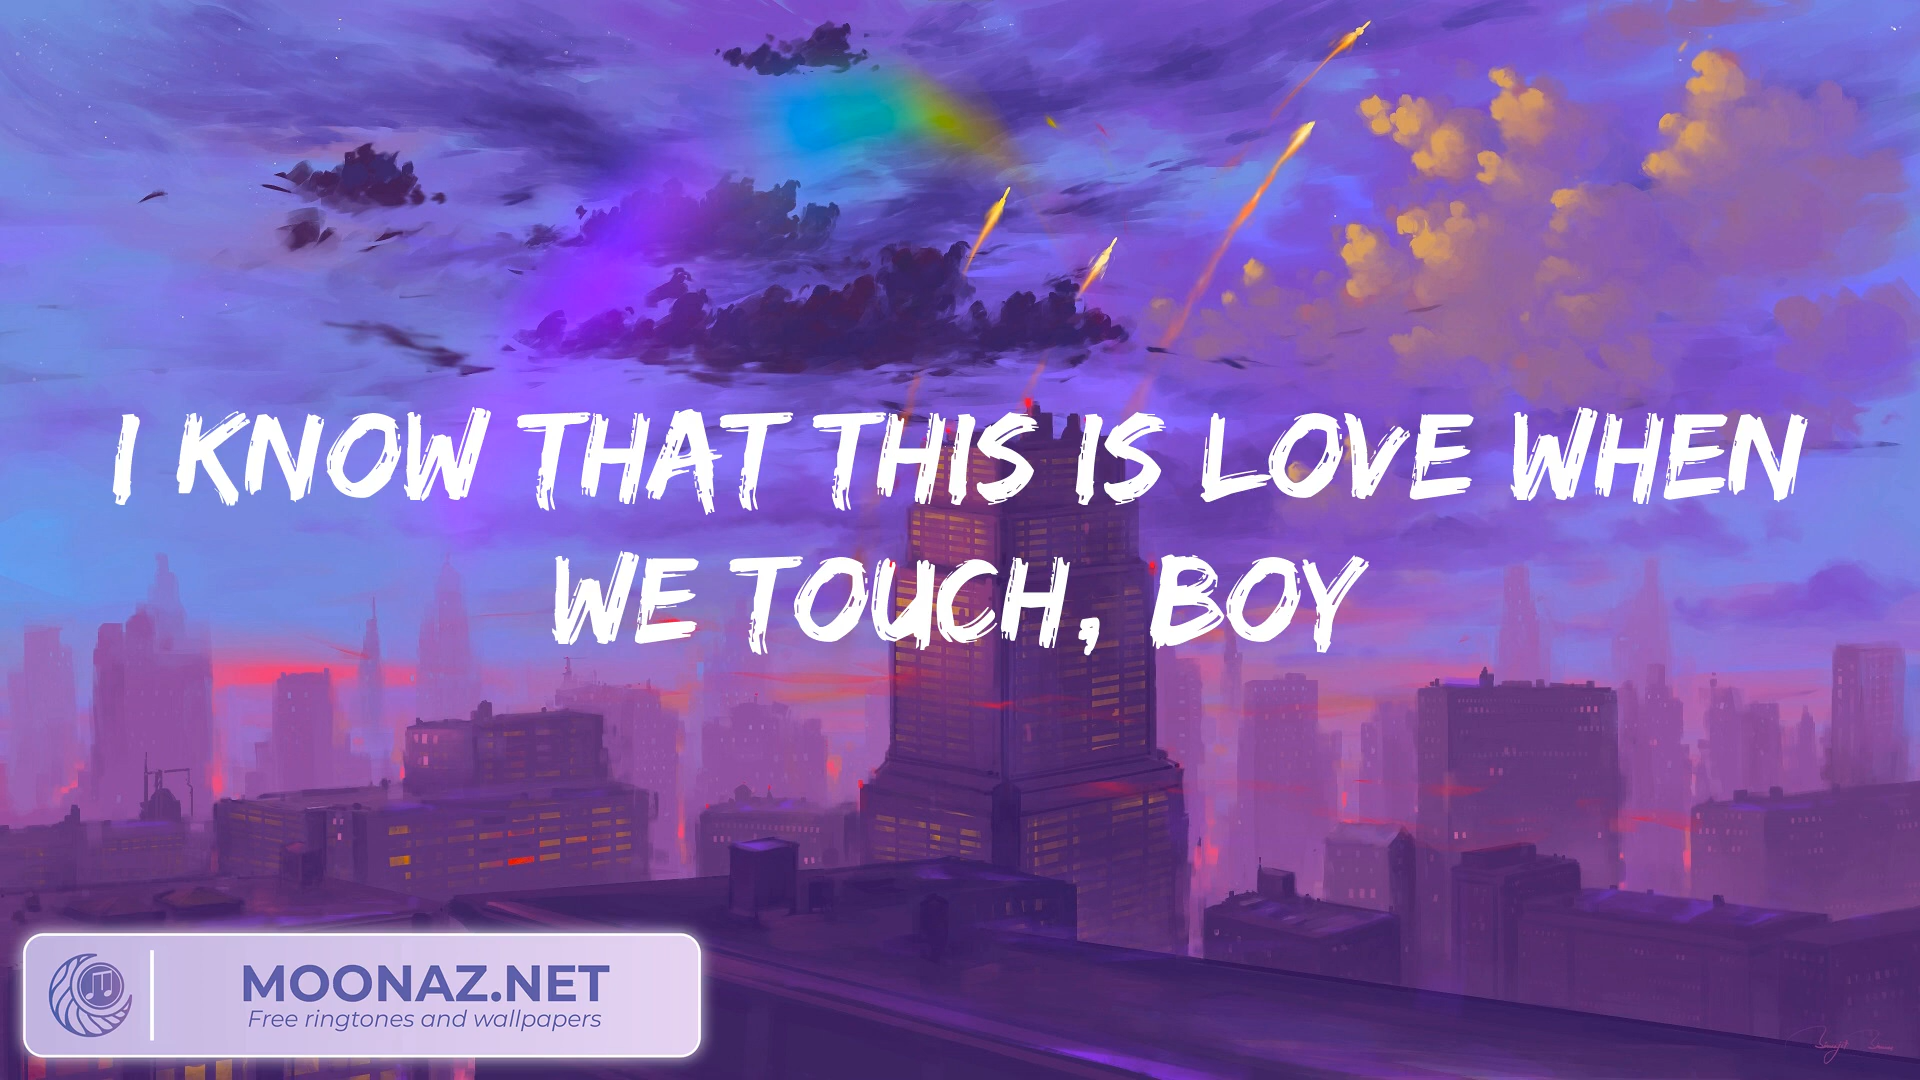 I KNOW THAT THIS IS LOVE WHEN
WE TOUCH, BOY
MOONAZ.NET
Free ringtones and wallpapers